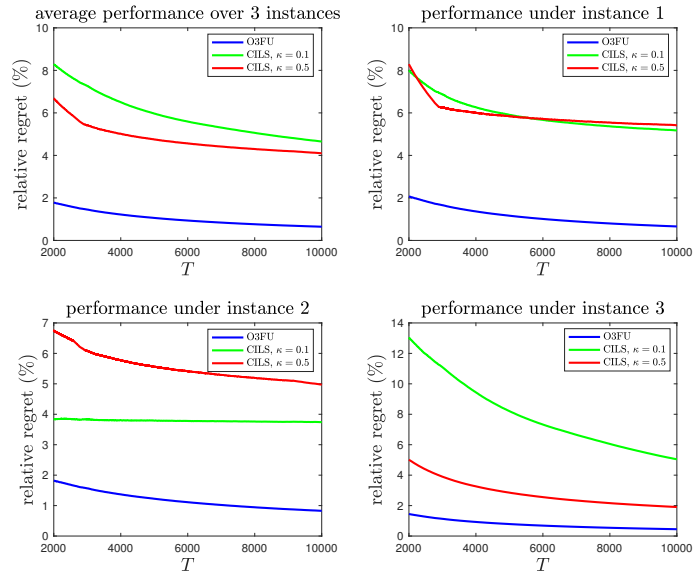 average performance over 3 instances
O3FU
CILS, κ = 0.1
CILS, κ = 0.5
relative regret (%)
10
8
6
4
2
0
2000 4000 6000 8000 10000
T
performance under instance 1
O3FU
CILS, κ = 0.1
CILS, κ = 0.5
relative regret (%)
10
8
6
4
2
0
2000 4000 6000 8000 10000
T
performance under instance 2
O3FU
CILS, κ = 0.1
CILS, κ = 0.5
relative regret (%)
7
6
5
4
3
2
1
0
2000 4000 6000 8000 10000
T
performance under instance 3
O3FU
CILS, κ = 0.1
CILS, κ = 0.5
relative regret (%)
14
12
10
8
6
4
2
0
2000 4000 6000 8000 10000
T